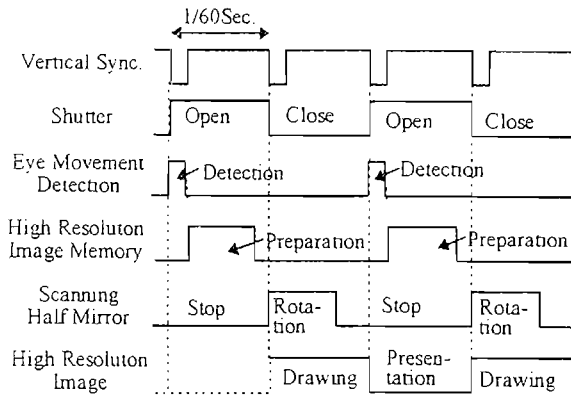 1/60Sec.
Vertical Sync.
Shutter
Open
Close
Open
Close
Eye Movement
Detection
Detection
Detection
High Resoluton
Image Memory
Preparation
Preparation
Scanning
Half Mirror
Stop
Rota-
tion
Stop
Rota-
tion
High Resoluton
Image
Drawing
Presen-
tation
Drawing